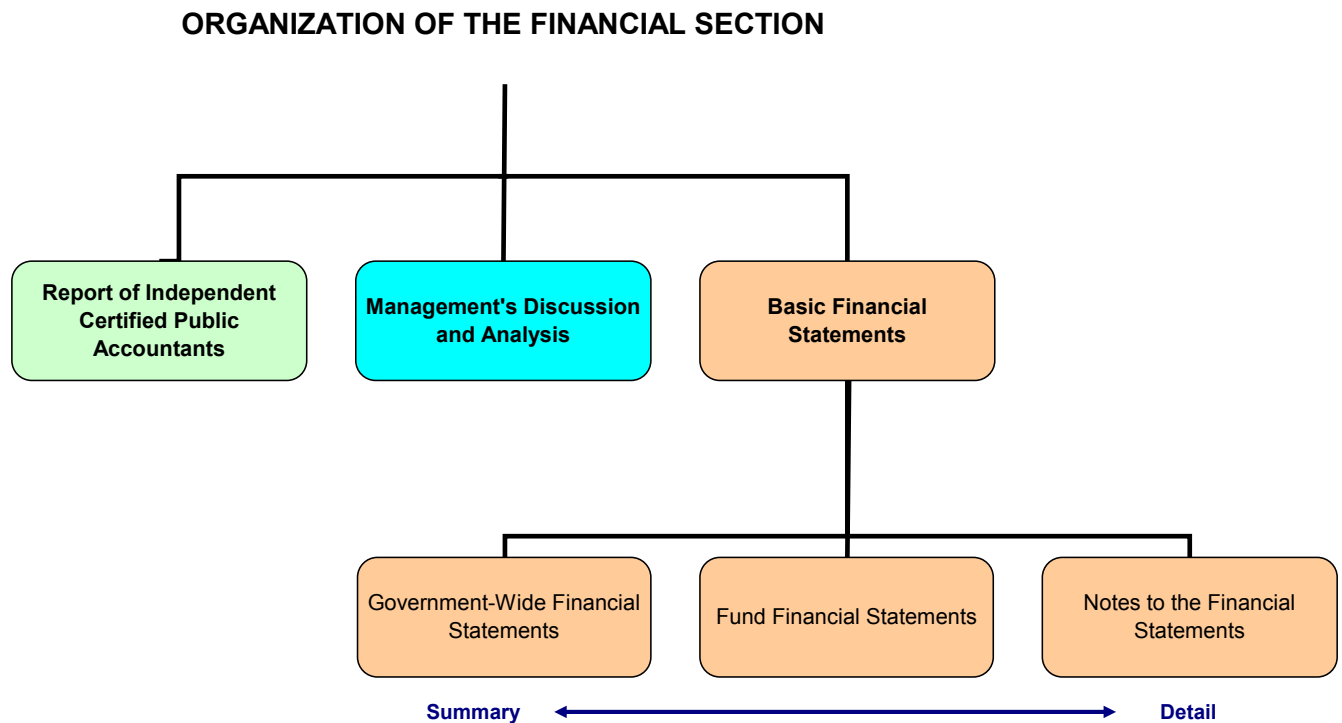 ORGANIZATION OF THE FINANCIAL SECTION
Report of Independent
Certified Public
Accountants
Management's Discussion
and Analysis
Basic Financial
Statements
Government-Wide Financial
Statements
Fund Financial Statements
Notes to the Financial
Statements
Summary
Detail